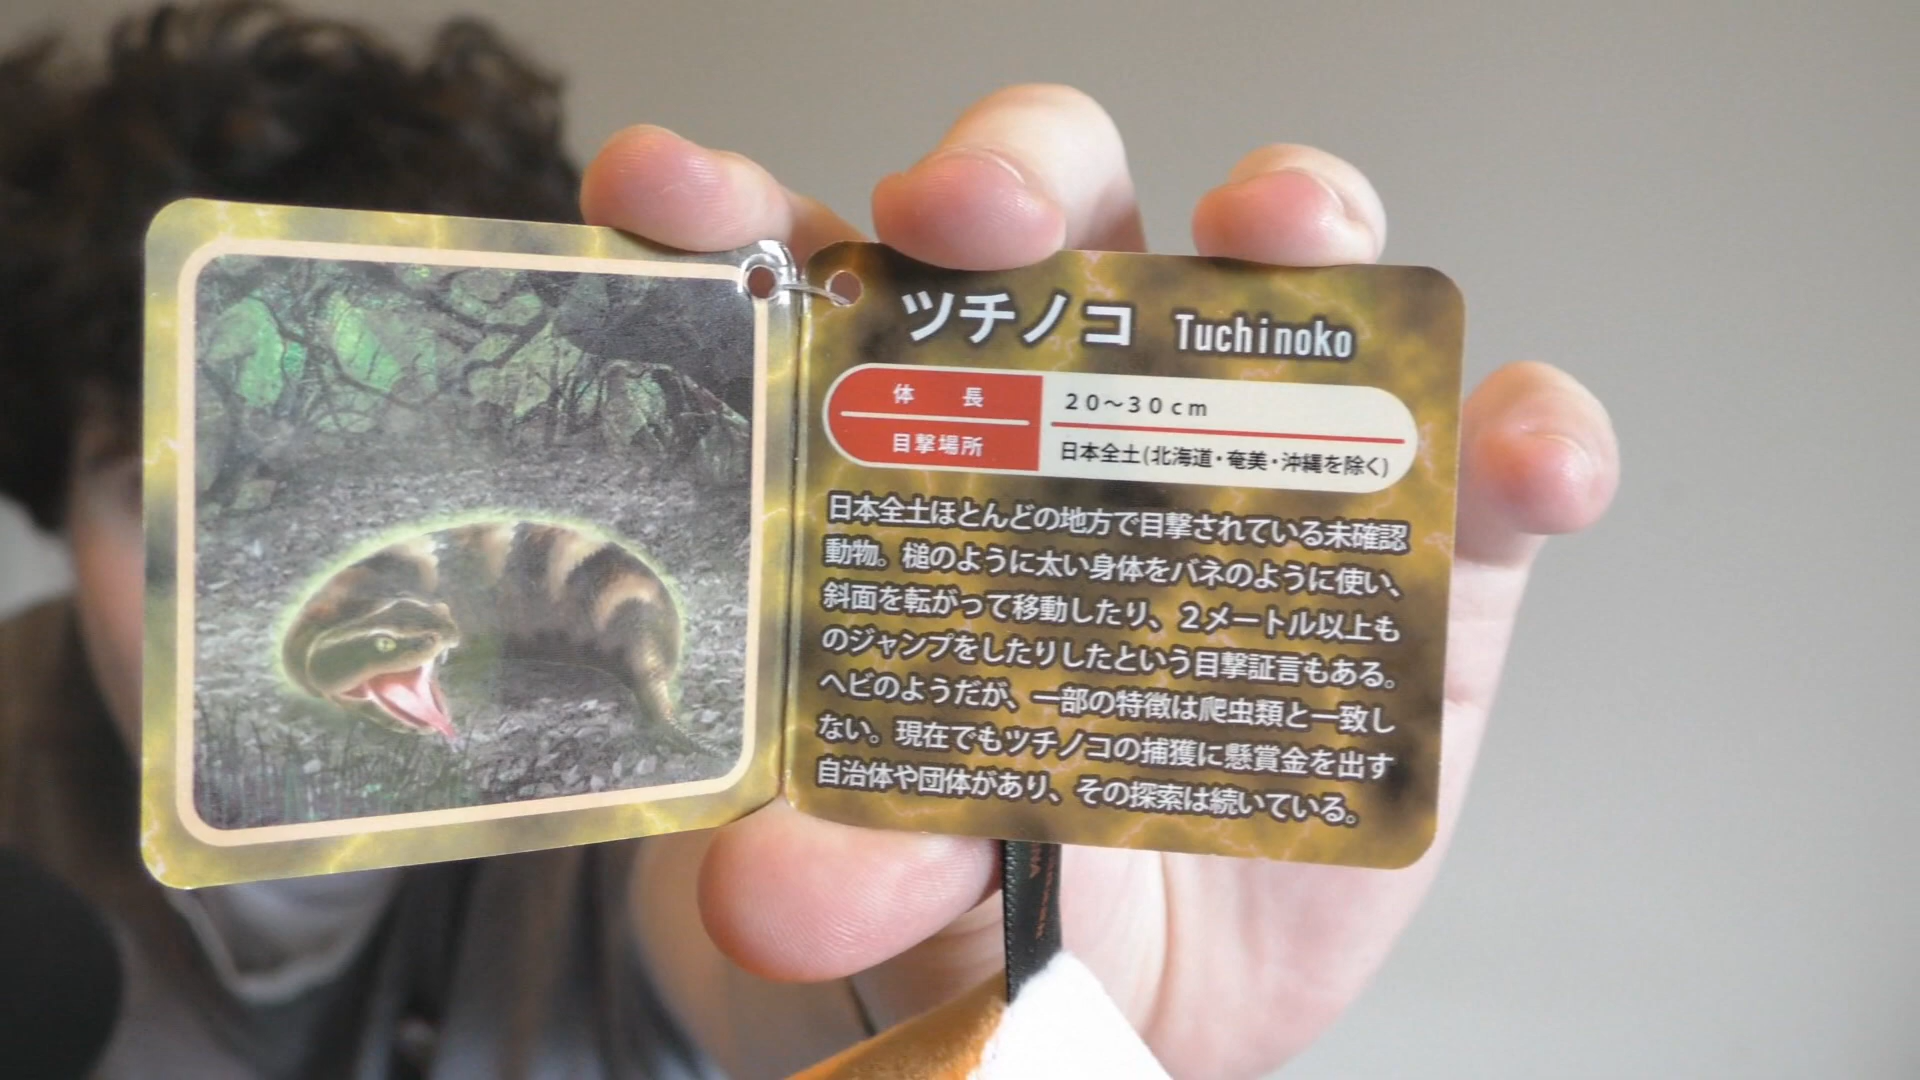 ツチノコ Tuchinoko
体長 20〜30cm
目撃場所 日本全土(北海道・奄美・沖縄を除く)
日本全土ほとんどの地方で目撃されている未確認
動物。槌のように太い身体をバネのように使い、
斜面を転がって移動したり、2メートル以上も
のジャンプをしたりしたという目撃証言もある。
ヘビのようだが、一部の特徴は爬虫類と一致し
ない。現在でもツチノコの捕獲に懸賞金を出す
自治体や団体があり、その探索は続いている。